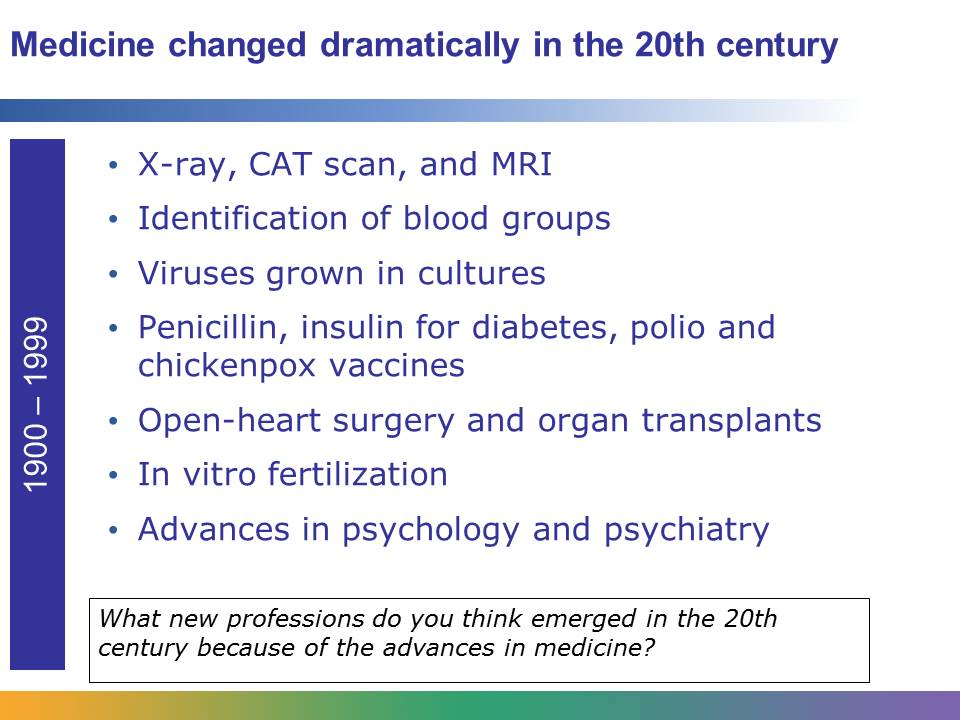 Medicine changed dramatically in the 20th century
1900 – 1999
• X-ray, CAT scan, and MRI
• Identification of blood groups
• Viruses grown in cultures
• Penicillin, insulin for diabetes, polio and
chickenpox vaccines
• Open-heart surgery and organ transplants
• In vitro fertilization
• Advances in psychology and psychiatry
What new professions do you think emerged in the 20th
century because of the advances in medicine?